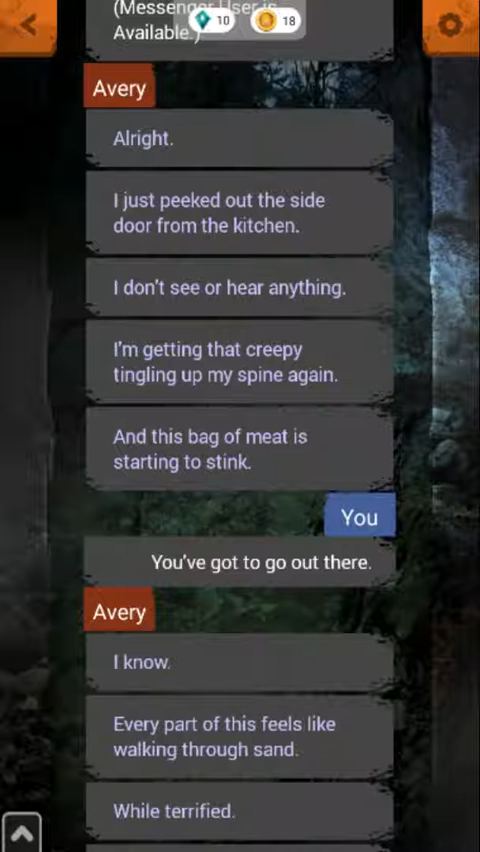 (Messenger User is
10
18
Available.)
Avery
Alright.
I just peeked out the side
door from the kitchen.
I don't see or hear anything.
I'm getting that creepy
tingling up my spine again.
And this bag of meat is
starting to stink.
You
You've got to go out there.
Avery
I know.
Every part of this feels like
walking through sand.
While terrified.